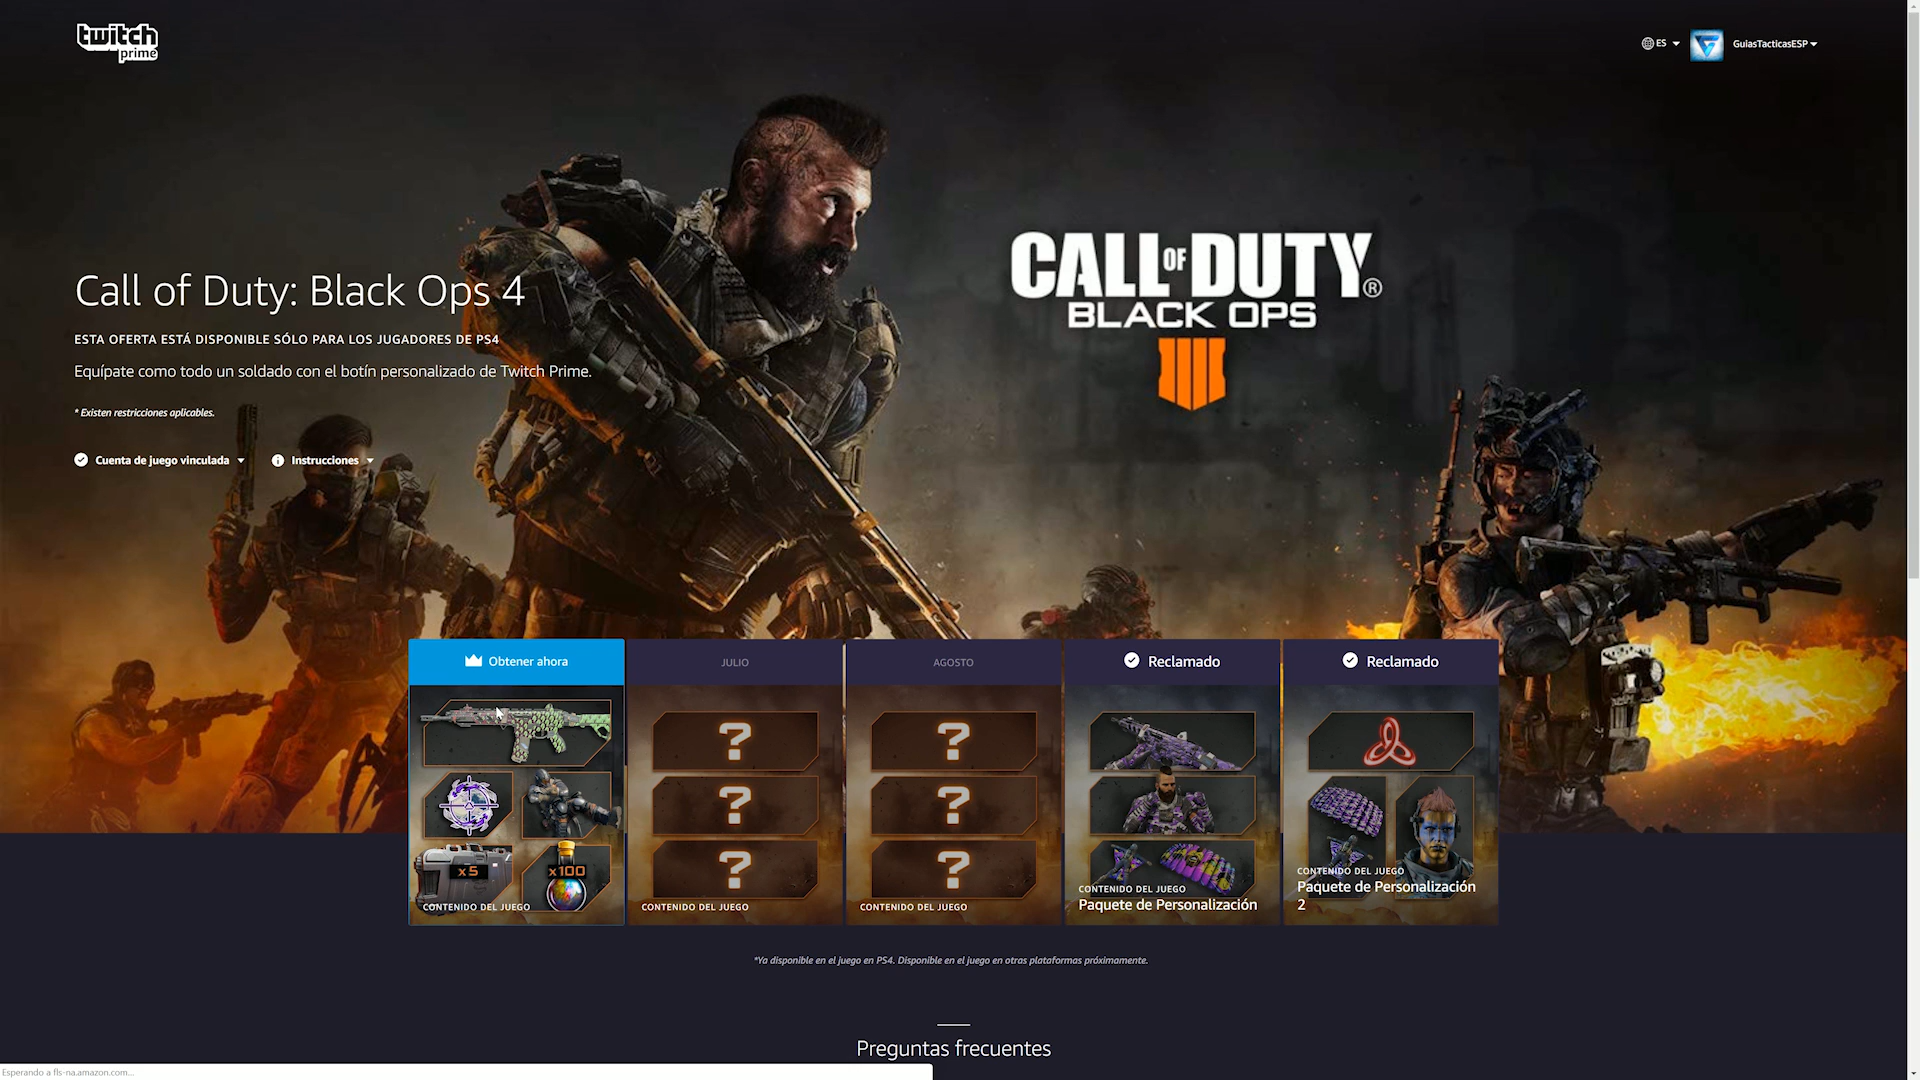 twitch
prime
ES
GuiasTacticasESP
CALL OF DUTY®
BLACK OPS
IIII
Call of Duty: Black Ops 4
ESTA OFERTA ESTÁ DISPONIBLE SÓLO PARA LOS JUGADORES DE PS4
Equípate como todo un soldado con el botín personalizado de Twitch Prime.
* Existen restricciones aplicables.
Cuenta de juego vinculada
Instrucciones
Obtener ahora
JULIO
AGOSTO
Reclamado
Reclamado
?
?
?
?
?
?
x5
x100
CONTENIDO DEL JUEGO
CONTENIDO DEL JUEGO
CONTENIDO DEL JUEGO
CONTENIDO DEL JUEGO
Paquete de Personalización
CONTENIDO DEL JUEGO
Paquete de Personalización
2
*Ya disponible en el juego en PS4. Disponible en el juego en otras plataformas próximamente.
Preguntas frecuentes
Esperando a fls-na.amazon.com...